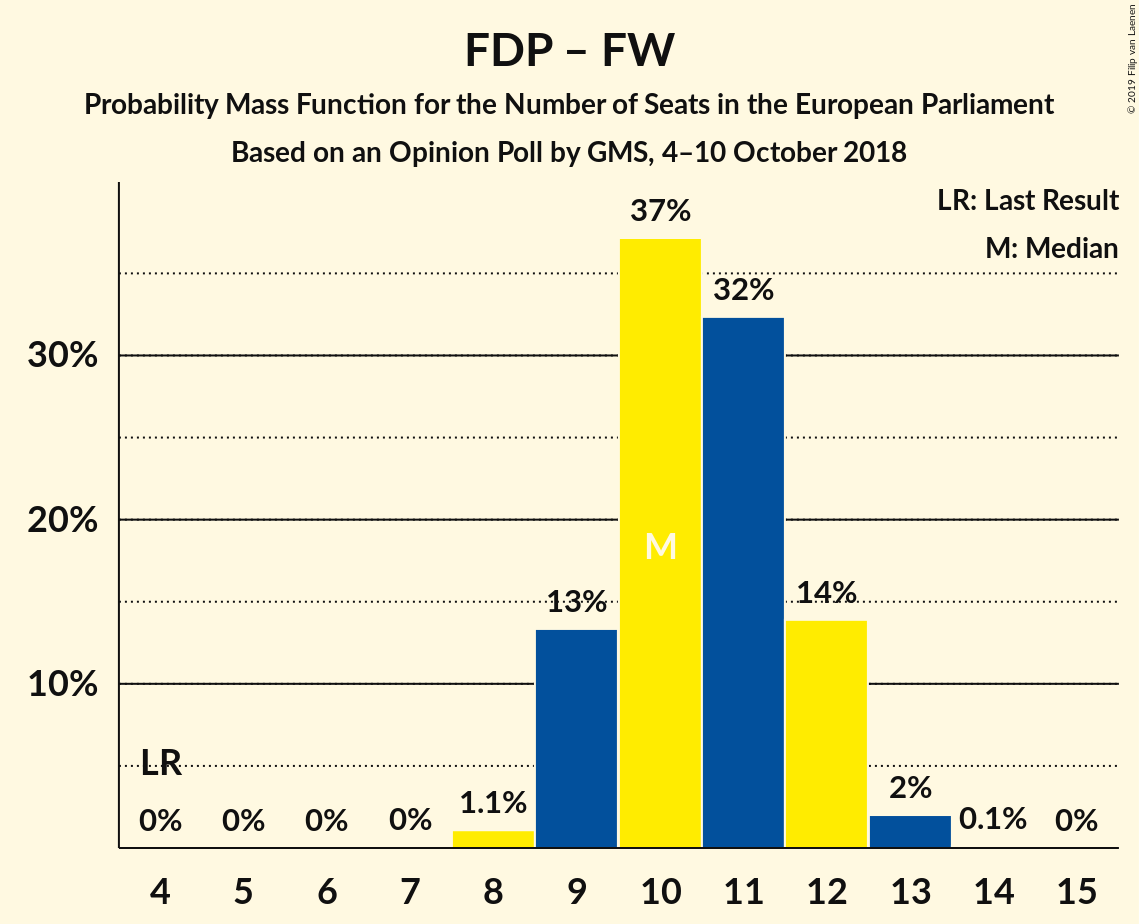 FDP – FW
Probability Mass Function for the Number of Seats in the European Parliament
Based on an Opinion Poll by GMS, 4–10 October 2018
© 2019 Filip van Laenen
LR: Last Result
M: Median
37%
32%
30%
20%
M
13%
14%
10%
LR
0%
0%
0%
0%
1.1%
2%
0.1%
0%
4 5 6 7 8 9 10 11 12 13 14 15